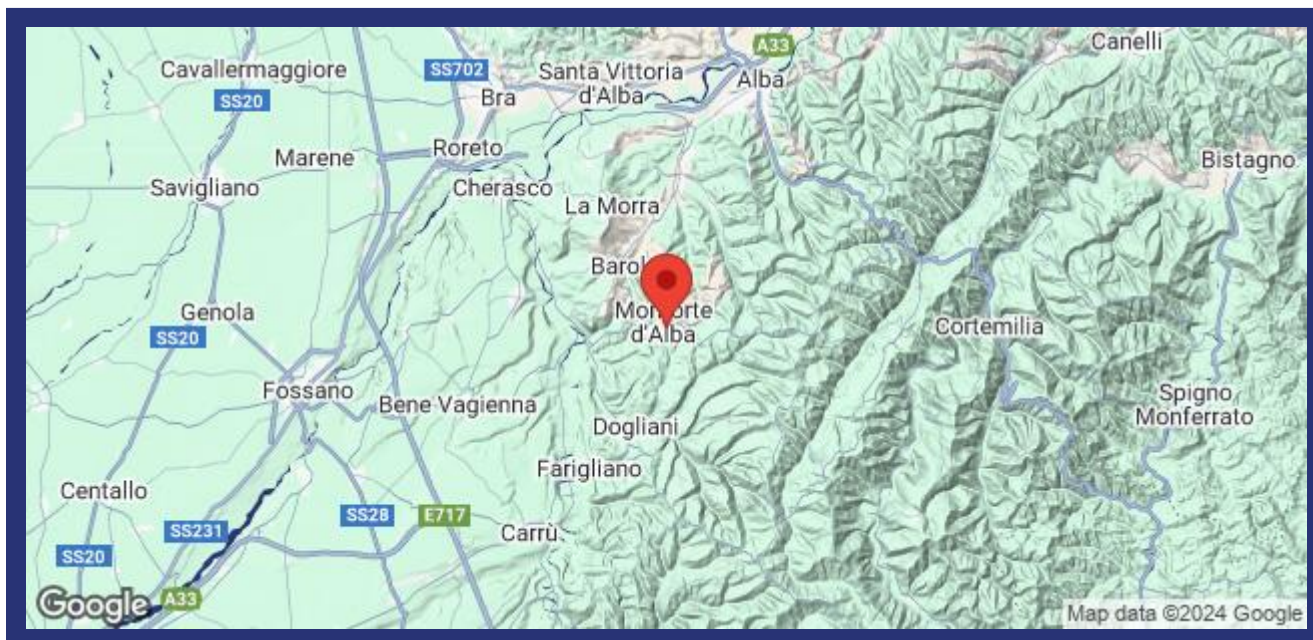 Canelli
A33
Cavallermaggiore
SS702
Santa Vittoria
d'Alba
Alba
SS20
Bra
Marene
Roreto
Bistagno
Savigliano
Cherasco
La Morra
Genola
SS20
Monforte
d'Alba
Cortemilia
Fossano
Bene Vagienna
Spigno
Monferrato
Dogliani
Farigliano
Centallo
SS231
SS28
E717
Carrù
SS20
A33
Google
Map data ©2024 Google